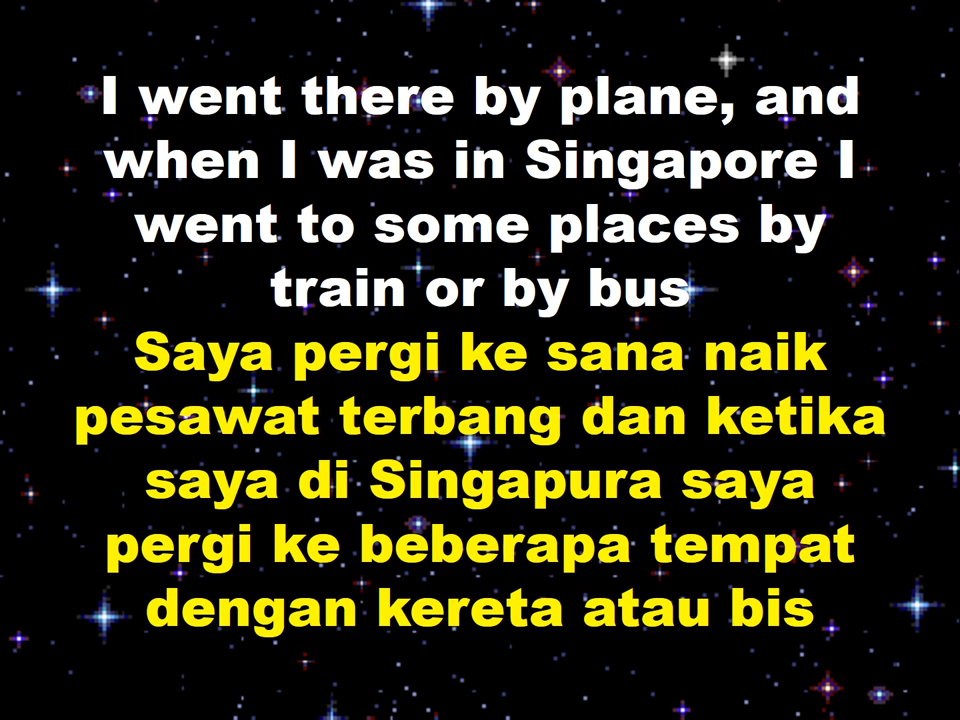 I went there by plane, and
when I was in Singapore I
went to some places by
train or by bus
Saya pergi ke sana naik
pesawat terbang dan ketika
saya di Singapura saya
pergi ke beberapa tempat
dengan kereta atau bis